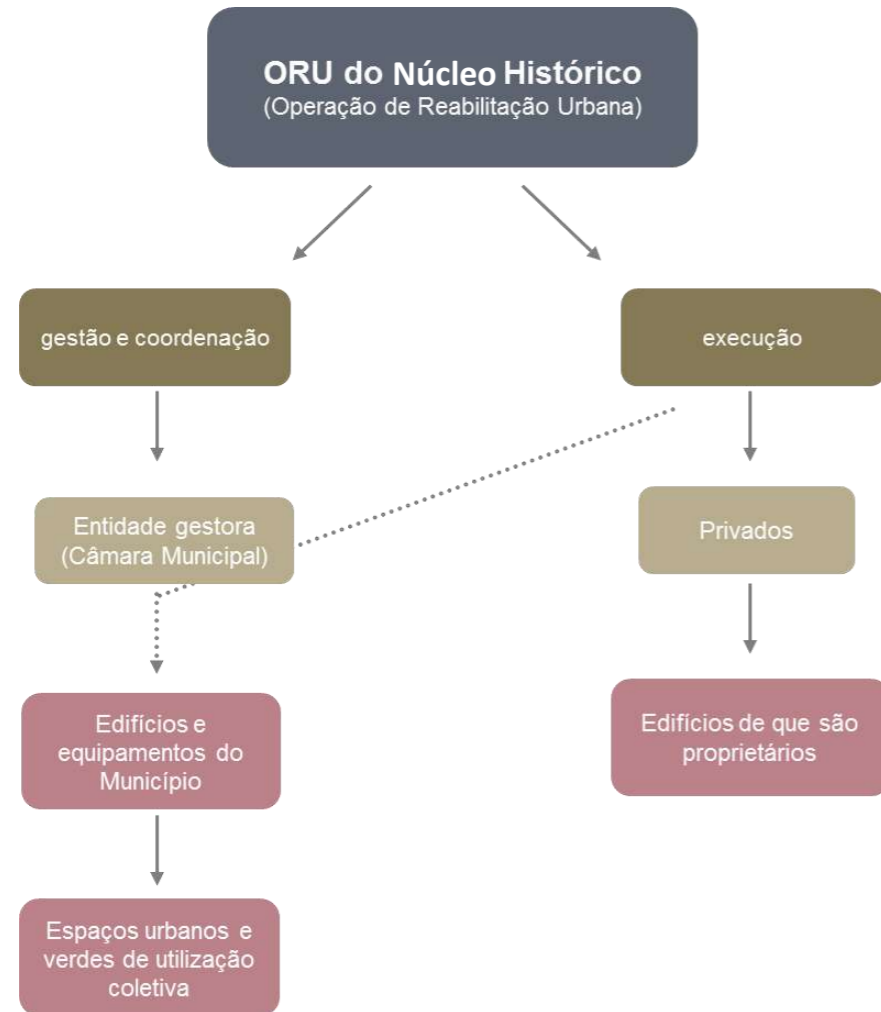 ORU do Núcleo Histórico
(Operação de Reabilitação Urbana)
gestão e coordenação
execução
Entidade gestora
(Câmara Municipal)
Privados
Edifícios e
equipamentos do
Município
Edifícios de que são
proprietários
Espaços urbanos e
verdes de utilização
coletiva